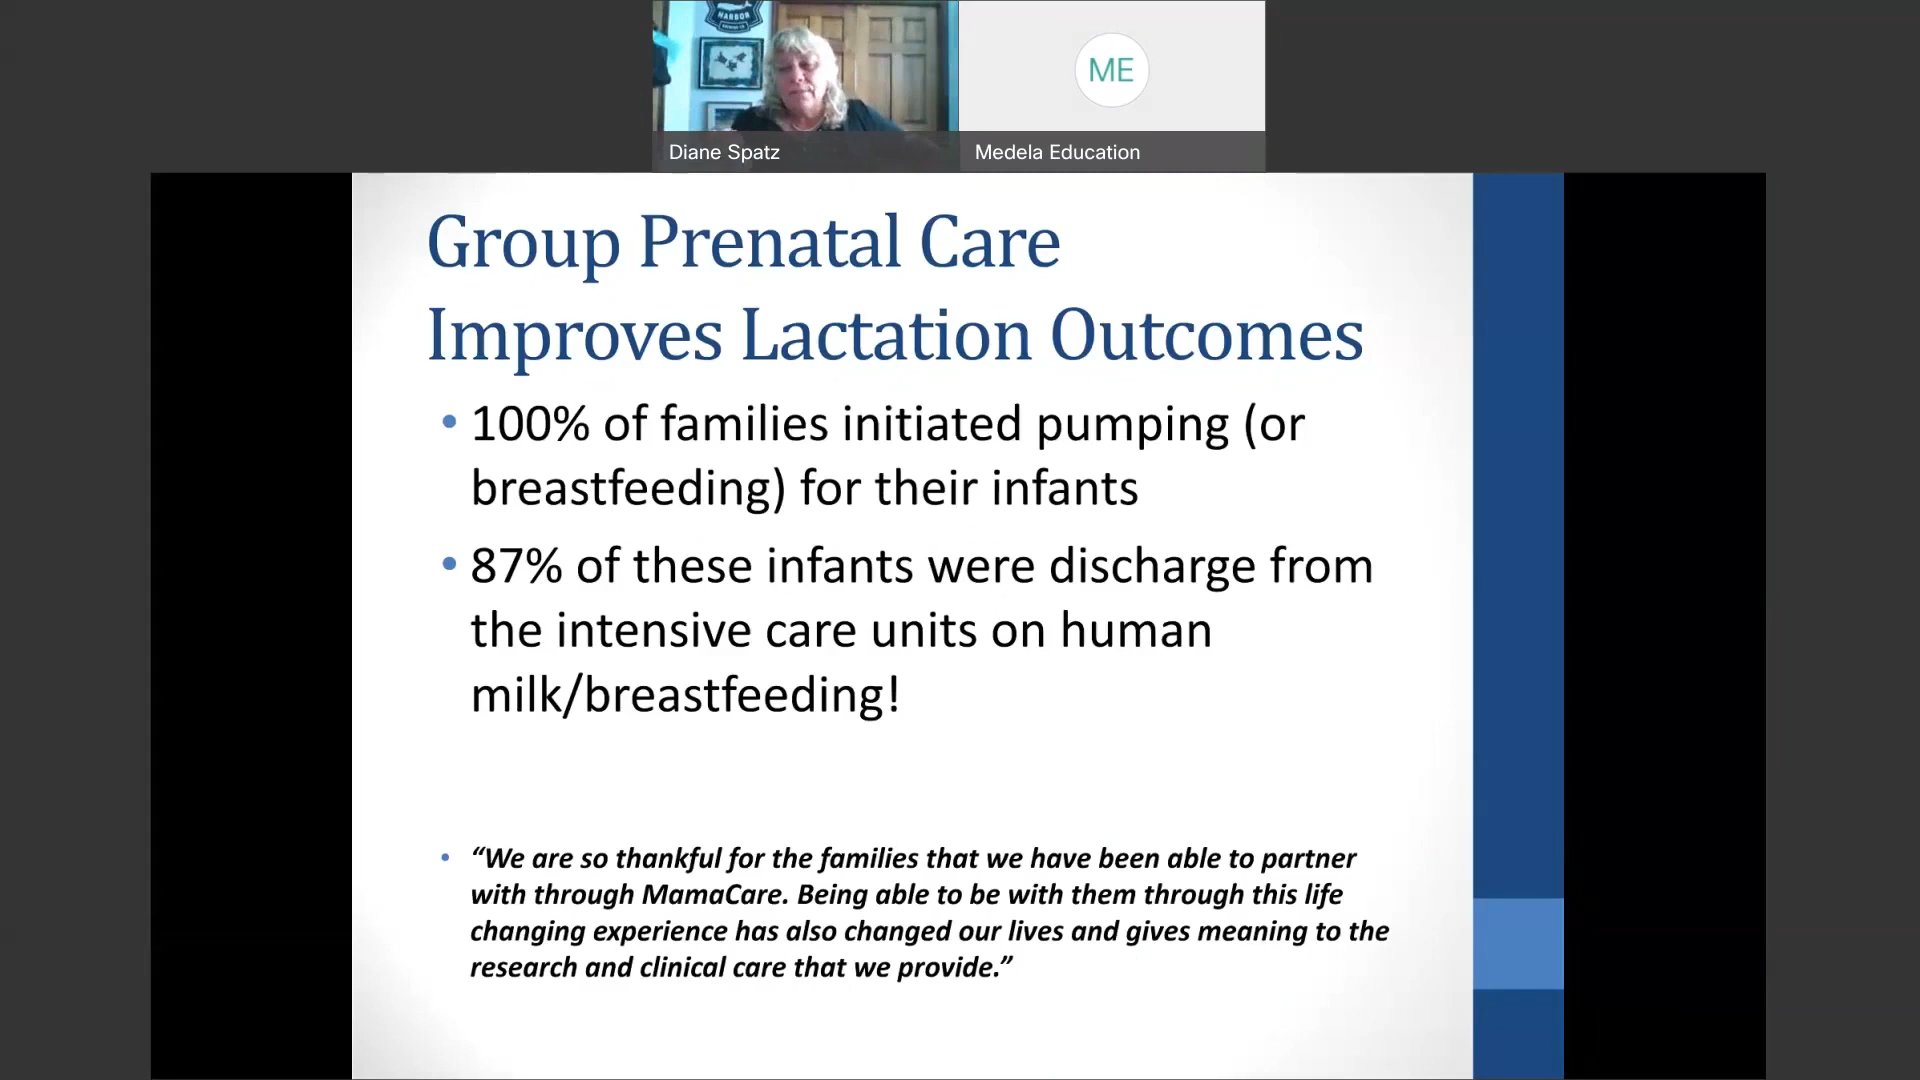 HARBOR
ME
Diane Spatz
Medela Education
Group Prenatal Care
Improves Lactation Outcomes
• 100% of families initiated pumping (or
breastfeeding) for their infants
• 87% of these infants were discharge from
the intensive care units on human
milk/breastfeeding!
• “We are so thankful for the families that we have been able to partner
with through MamaCare. Being able to be with them through this life
changing experience has also changed our lives and gives meaning to the
research and clinical care that we provide.”